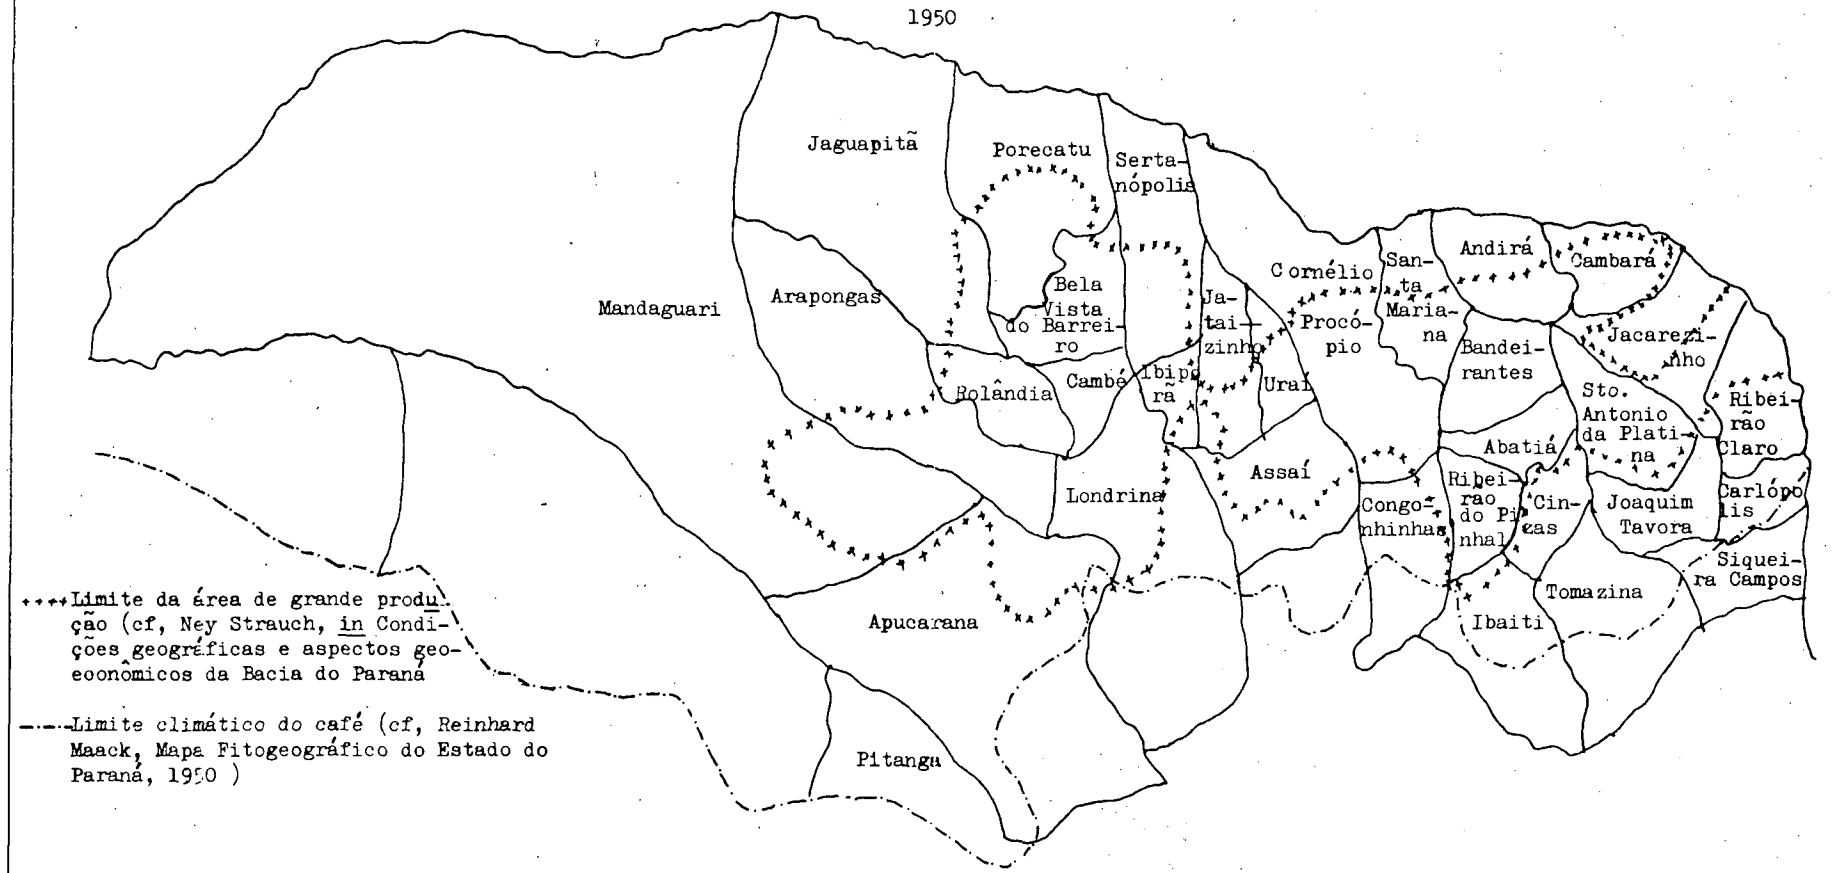 1950
Jaguapitã
Porecatu
Serta-
nópolis
Mandaguari
Arapongas
Bela
Vista
do Barrei-
ro
Rolândia
Cambé
Ibipo
rã
Ja-
tai-
zinho
Uraí
Cornélio
Procó-
pio
San-
ta
Maria-
na
Andirá
Cambará
Bandei-
rantes
Jacarezi-
nho
Sto.
Antonio
da Plati-
na
Ribei-
rão
Claro
Abatiá
Assaí
Londrina
Congo-
nhinhas
Ribei-
rão
do Pi
nhal
Cin-
zas
Joaquim
Tavora
Carlópo
lis
Siquei-
ra Campos
Tomazina
Ibaiti
Apucarana
Pitanga
++++Limite da área de grande produ
ção (cf, Ney Strauch, in Condi-
ções geográficas e aspectos geo-
econômicos da Bacia do Paraná
Limite climático do café (cf, Reinhard
Maack, Mapa Fitogeográfico do Estado do
Paraná, 1950 )